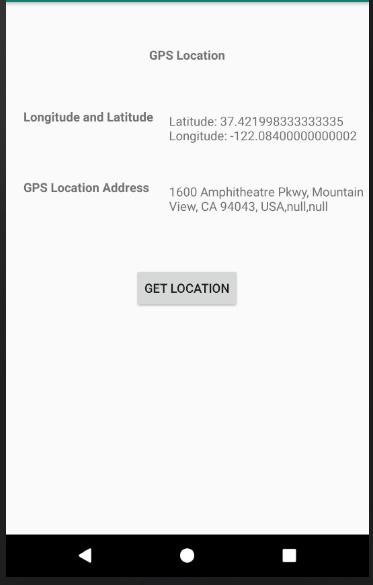 GPS Location
Longitude and Latitude
Latitude: 37.421998333333335
Longitude: -122.08400000000002
GPS Location Address
1600 Amphitheatre Pkwy, Mountain
View, CA 94043, USA,null,null
GET LOCATION